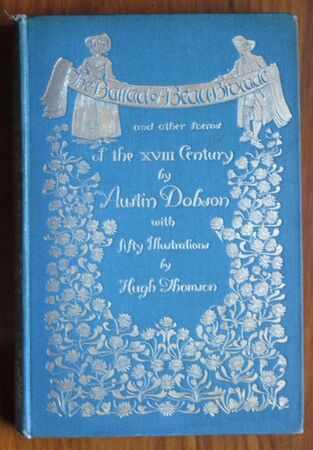 The Ballad of Beau Brocade
and other Poems
of the XVIII Century
by
Austin Dobson
with
fifty Illustrations
by
Hugh Thomson